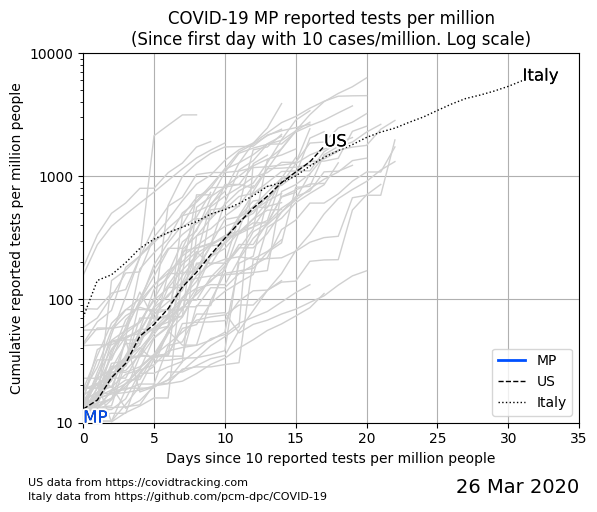 COVID-19 MP reported tests per million
(Since first day with 10 cases/million. Log scale)
Cumulative reported tests per million people
10000
1000
100
10
Italy
US
MP
MP
US
Italy
0 5 10 15 20 25 30 35
Days since 10 reported tests per million people
US data from https://covidtracking.com
Italy data from https://github.com/pcm-dpc/COVID-19
26 Mar 2020